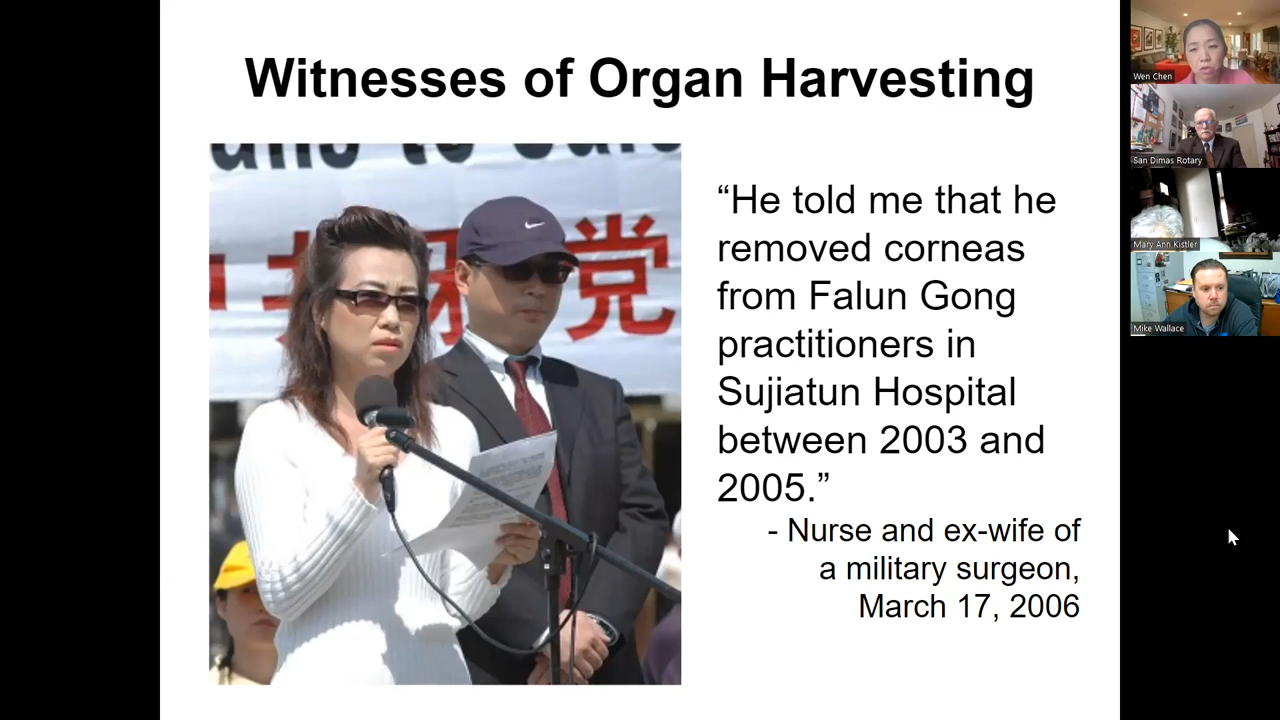 Witnesses of Organ Harvesting
“He told me that he
removed corneas
from Falun Gong
practitioners in
Sujiatun Hospital
between 2003 and
2005.”
- Nurse and ex-wife of
a military surgeon,
March 17, 2006
党
Wen Chen
San Dimas Rotary
Mary Ann Kistler
Mike Wallace